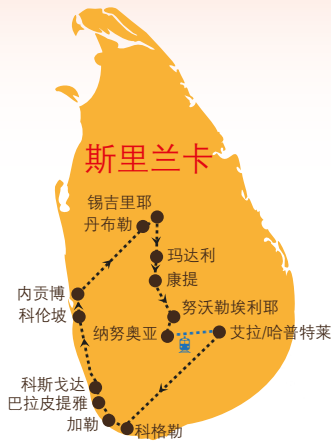 斯里兰卡
锡吉里耶
丹布勒
玛达利
康提
内贡博
科伦坡
努沃勒埃利耶
纳努奥亚
艾拉/哈普特莱
科斯戈达
巴拉皮提雅
加勒
科格勒